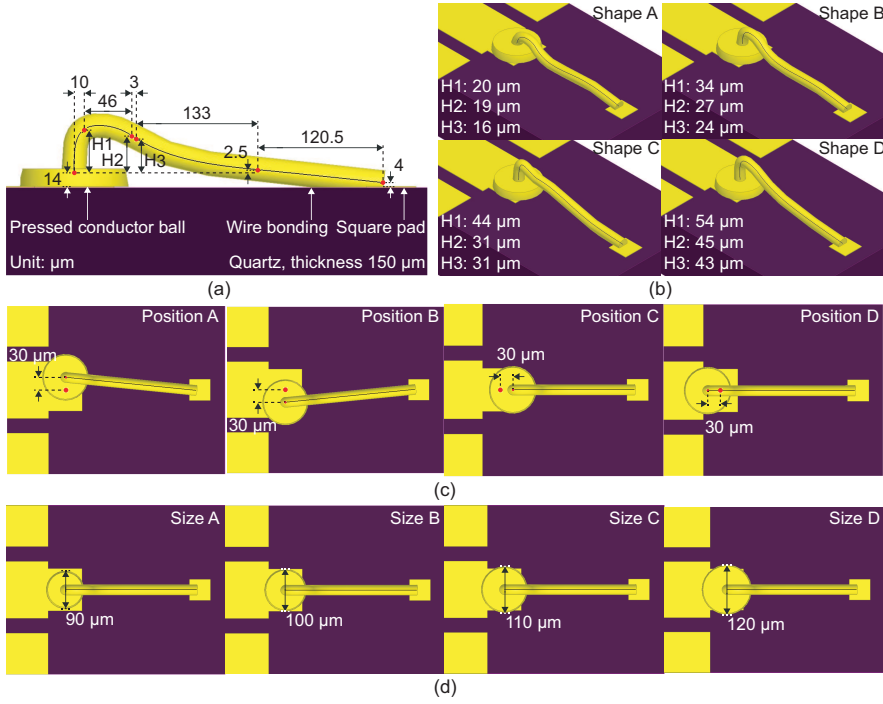 10
3
46
133
H1
H2
H3
2.5
120.5
4
14
Pressed conductor ball
Wire bonding
Square pad
Unit: µm
Quartz, thickness 150 µm
(a)
Shape A
H1: 20 µm
H2: 19 µm
H3: 16 µm
Shape B
H1: 34 µm
H2: 27 µm
H3: 24 µm
Shape C
H1: 44 µm
H2: 31 µm
H3: 31 µm
Shape D
H1: 54 µm
H2: 45 µm
H3: 43 µm
(b)
Position A
30 µm
Position B
30 µm
Position C
30 µm
Position D
30 µm
(c)
Size A
90 µm
Size B
100 µm
Size C
110 µm
Size D
120 µm
(d)